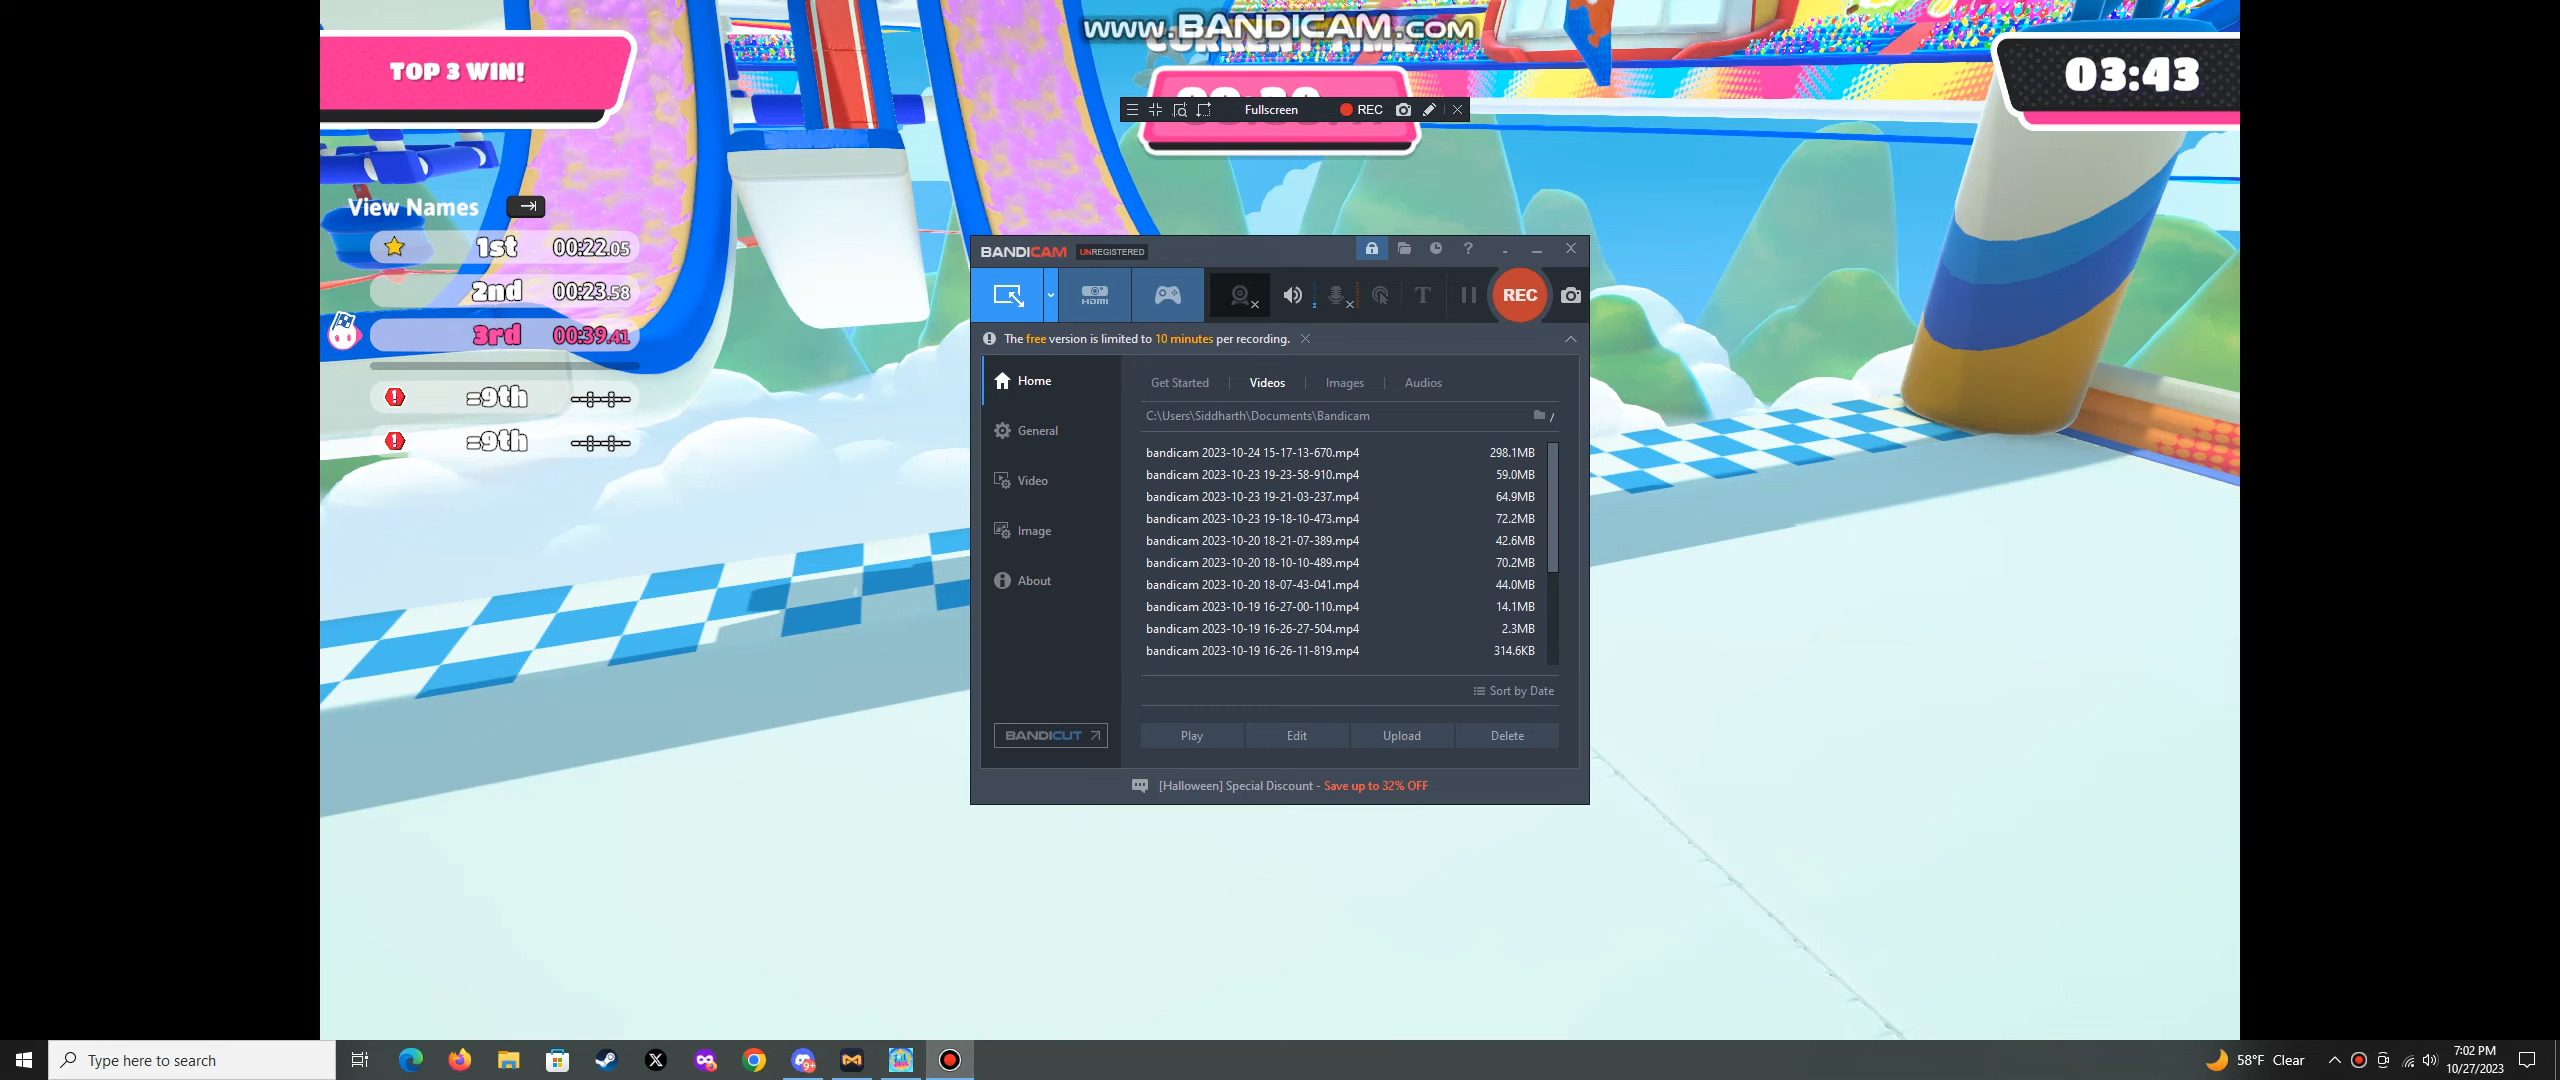 www.BANDICAM.com
TOP 3 WIN!
03:43
Fullscreen
REC
View Names
1st 00:22.05
2nd 00:23.58
3rd 00:39.41
=9th
=9th
BANDICAM UNREGISTERED
HDMI
T
REC
The free version is limited to 10 minutes per recording.
Home
General
Video
Image
About
BANDICUT
Get Started
Videos
Images
Audios
C:\Users\Siddharth\Documents\Bandicam
bandicam 2023-10-24 15-17-13-670.mp4 298.1MB
bandicam 2023-10-23 19-23-58-910.mp4 59.0MB
bandicam 2023-10-23 19-21-03-237.mp4 64.9MB
bandicam 2023-10-23 19-18-10-473.mp4 72.2MB
bandicam 2023-10-20 18-21-07-389.mp4 42.6MB
bandicam 2023-10-20 18-10-10-489.mp4 70.2MB
bandicam 2023-10-20 18-07-43-041.mp4 44.0MB
bandicam 2023-10-19 16-27-00-110.mp4 14.1MB
bandicam 2023-10-19 16-26-27-504.mp4 2.3MB
bandicam 2023-10-19 16-26-11-819.mp4 314.6KB
Sort by Date
Play
Edit
Upload
Delete
[Halloween] Special Discount - Save up to 32% OFF
Type here to search
9+
58°F Clear
7:02 PM
10/27/2023